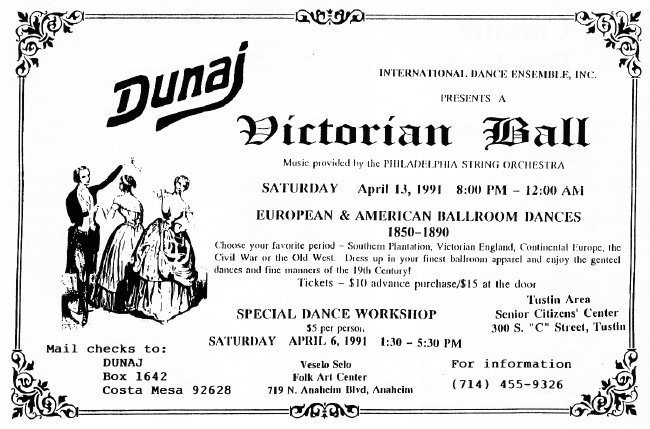 Dunaj
INTERNATIONAL DANCE ENSEMBLE, INC.
PRESENTS A
Victorian Ball
Music provided by the PHILADELPHIA STRING ORCHESTRA
SATURDAY April 13, 1991 8:00 PM – 12:00 AM
EUROPEAN & AMERICAN BALLROOM DANCES
1850–1890
Choose your favorite period – Southern Plantation, Victorian England, Continental Europe, the
Civil War or the Old West. Dress up in your finest ballroom apparel and enjoy the genteel
dances and fine manners of the 19th Century!
Tickets – $10 advance purchase/$15 at the door
Tustin Area
Senior Citizens' Center
300 S. "C" Street, Tustin
SPECIAL DANCE WORKSHOP
$5 per person
SATURDAY APRIL 6, 1991 1:30 – 5:30 PM
Mail checks to:
DUNAJ
Box 1642
Costa Mesa 92628
Veselo Selo
Folk Art Center
719 N. Anaheim Blvd, Anaheim
For information
(714) 455-9326